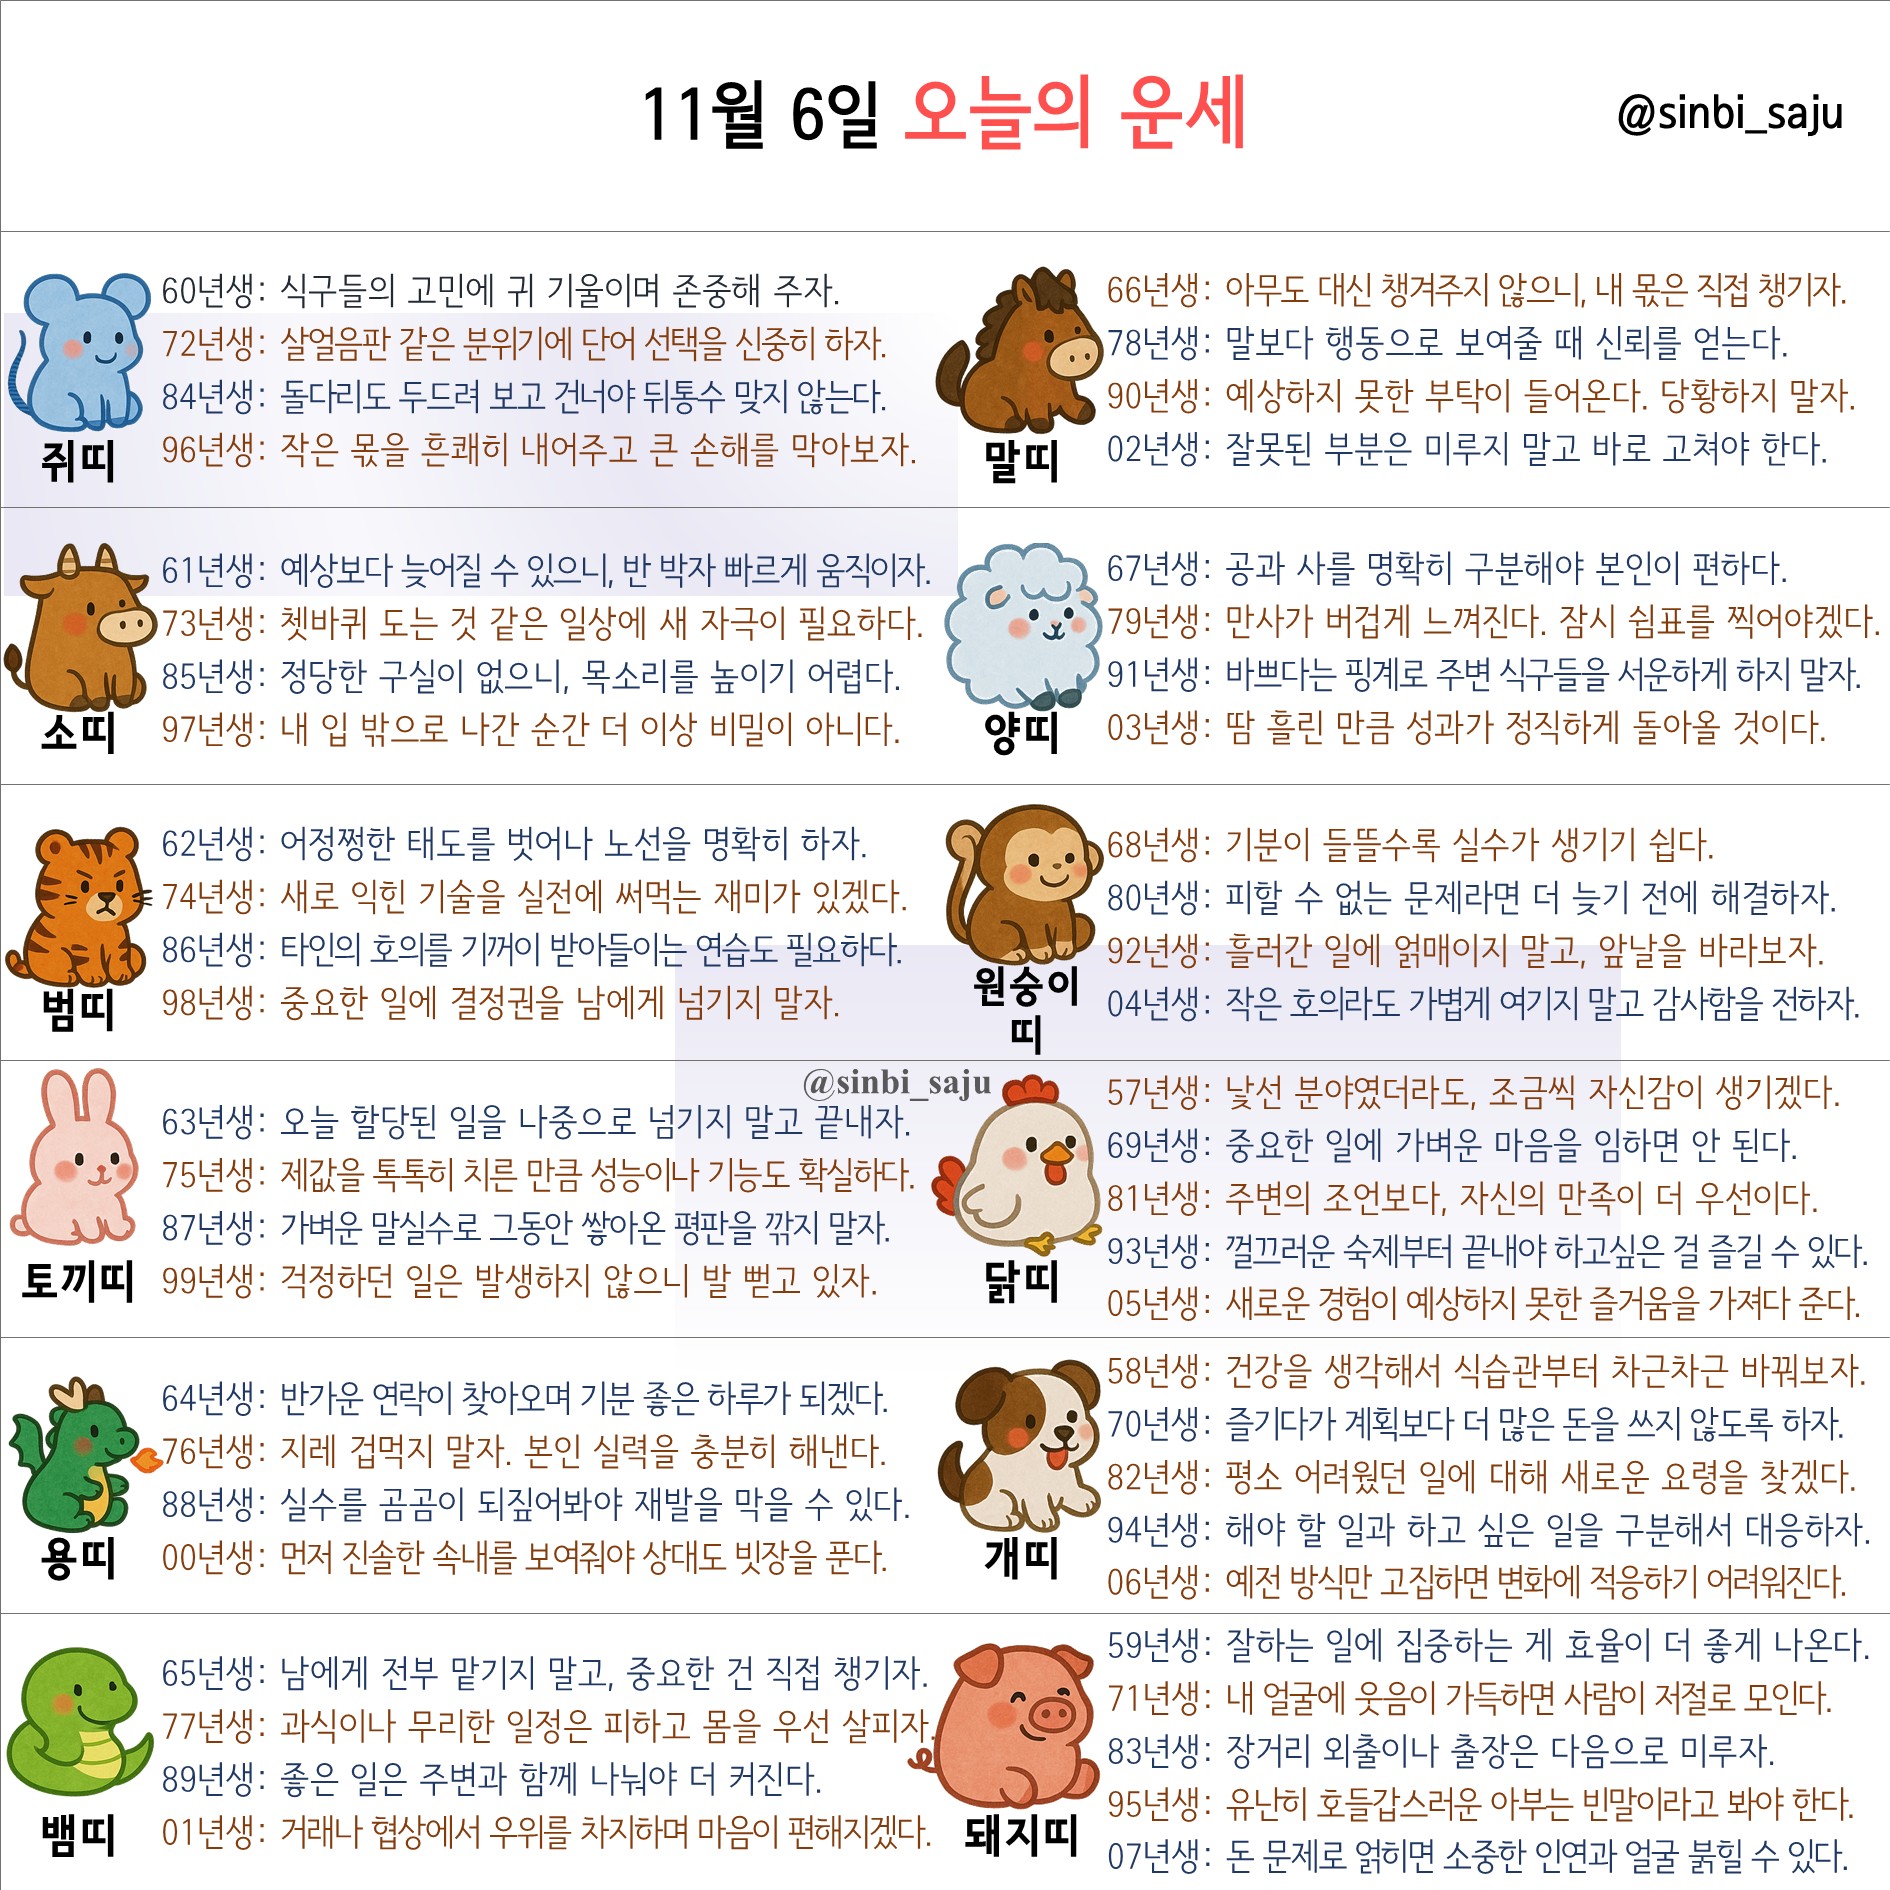 11월 6일 오늘의 운세
@sinbi_saju
쥐띠
60년생: 식구들의 고민에 귀 기울이며 존중해 주자.
72년생: 살얼음판 같은 분위기에 단어 선택을 신중히 하자.
84년생: 돌다리도 두드려 보고 건너야 뒤통수 맞지 않는다.
96년생: 작은 몫을 흔쾌히 내어주고 큰 손해를 막아보자.
말띠
66년생: 아무도 대신 챙겨주지 않으니, 내 몫은 직접 챙기자.
78년생: 말보다 행동으로 보여줄 때 신뢰를 얻는다.
90년생: 예상하지 못한 부탁이 들어온다. 당황하지 말자.
02년생: 잘못된 부분은 미루지 말고 바로 고쳐야 한다.
소띠
61년생: 예상보다 늦어질 수 있으니, 반 박자 빠르게 움직이자.
73년생: 쳇바퀴 도는 것 같은 일상에 새 자극이 필요하다.
85년생: 정당한 구실이 없으니, 목소리를 높이기 어렵다.
97년생: 내 입 밖으로 나간 순간 더 이상 비밀이 아니다.
양띠
67년생: 공과 사를 명확히 구분해야 본인이 편하다.
79년생: 만사가 버겁게 느껴진다. 잠시 쉼표를 찍어야겠다.
91년생: 바쁘다는 핑계로 주변 식구들을 서운하게 하지 말자.
03년생: 땀 흘린 만큼 성과가 정직하게 돌아올 것이다.
범띠
62년생: 어정쩡한 태도를 벗어나 노선을 명확히 하자.
74년생: 새로 익힌 기술을 실전에 써먹는 재미가 있겠다.
86년생: 타인의 호의를 기꺼이 받아들이는 연습도 필요하다.
98년생: 중요한 일에 결정권을 남에게 넘기지 말자.
원숭이
띠
68년생: 기분이 들뜰수록 실수가 생기기 쉽다.
80년생: 피할 수 없는 문제라면 더 늦기 전에 해결하자.
92년생: 흘러간 일에 얽매이지 말고, 앞날을 바라보자.
04년생: 작은 호의라도 가볍게 여기지 말고 감사함을 전하자.
@sinbi_saju
토끼띠
63년생: 오늘 할당된 일을 나중으로 넘기지 말고 끝내자.
75년생: 제값을 톡톡히 치른 만큼 성능이나 기능도 확실하다.
87년생: 가벼운 말실수로 그동안 쌓아온 평판을 깎지 말자.
99년생: 걱정하던 일은 발생하지 않으니 발 뻗고 있자.
닭띠
57년생: 낯선 분야였더라도, 조금씩 자신감이 생기겠다.
69년생: 중요한 일에 가벼운 마음을 임하면 안 된다.
81년생: 주변의 조언보다, 자신의 만족이 더 우선이다.
93년생: 껄끄러운 숙제부터 끝내야 하고싶은 걸 즐길 수 있다.
05년생: 새로운 경험이 예상하지 못한 즐거움을 가져다 준다.
용띠
64년생: 반가운 연락이 찾아오며 기분 좋은 하루가 되겠다.
76년생: 지레 겁먹지 말자. 본인 실력을 충분히 해낸다.
88년생: 실수를 곰곰이 되짚어봐야 재발을 막을 수 있다.
00년생: 먼저 진솔한 속내를 보여줘야 상대도 빗장을 푼다.
개띠
58년생: 건강을 생각해서 식습관부터 차근차근 바꿔보자.
70년생: 즐기다가 계획보다 더 많은 돈을 쓰지 않도록 하자.
82년생: 평소 어려웠던 일에 대해 새로운 요령을 찾겠다.
94년생: 해야 할 일과 하고 싶은 일을 구분해서 대응하자.
06년생: 예전 방식만 고집하면 변화에 적응하기 어려워진다.
뱀띠
65년생: 남에게 전부 맡기지 말고, 중요한 건 직접 챙기자.
77년생: 과식이나 무리한 일정은 피하고 몸을 우선 살피자.
89년생: 좋은 일은 주변과 함께 나눠야 더 커진다.
01년생: 거래나 협상에서 우위를 차지하며 마음이 편해지겠다.
돼지띠
59년생: 잘하는 일에 집중하는 게 효율이 더 좋게 나온다.
71년생: 내 얼굴에 웃음이 가득하면 사람이 저절로 모인다.
83년생: 장거리 외출이나 출장은 다음으로 미루자.
95년생: 유난히 호들갑스러운 아부는 빈말이라고 봐야 한다.
07년생: 돈 문제로 얽히면 소중한 인연과 얼굴 붉힐 수 있다.